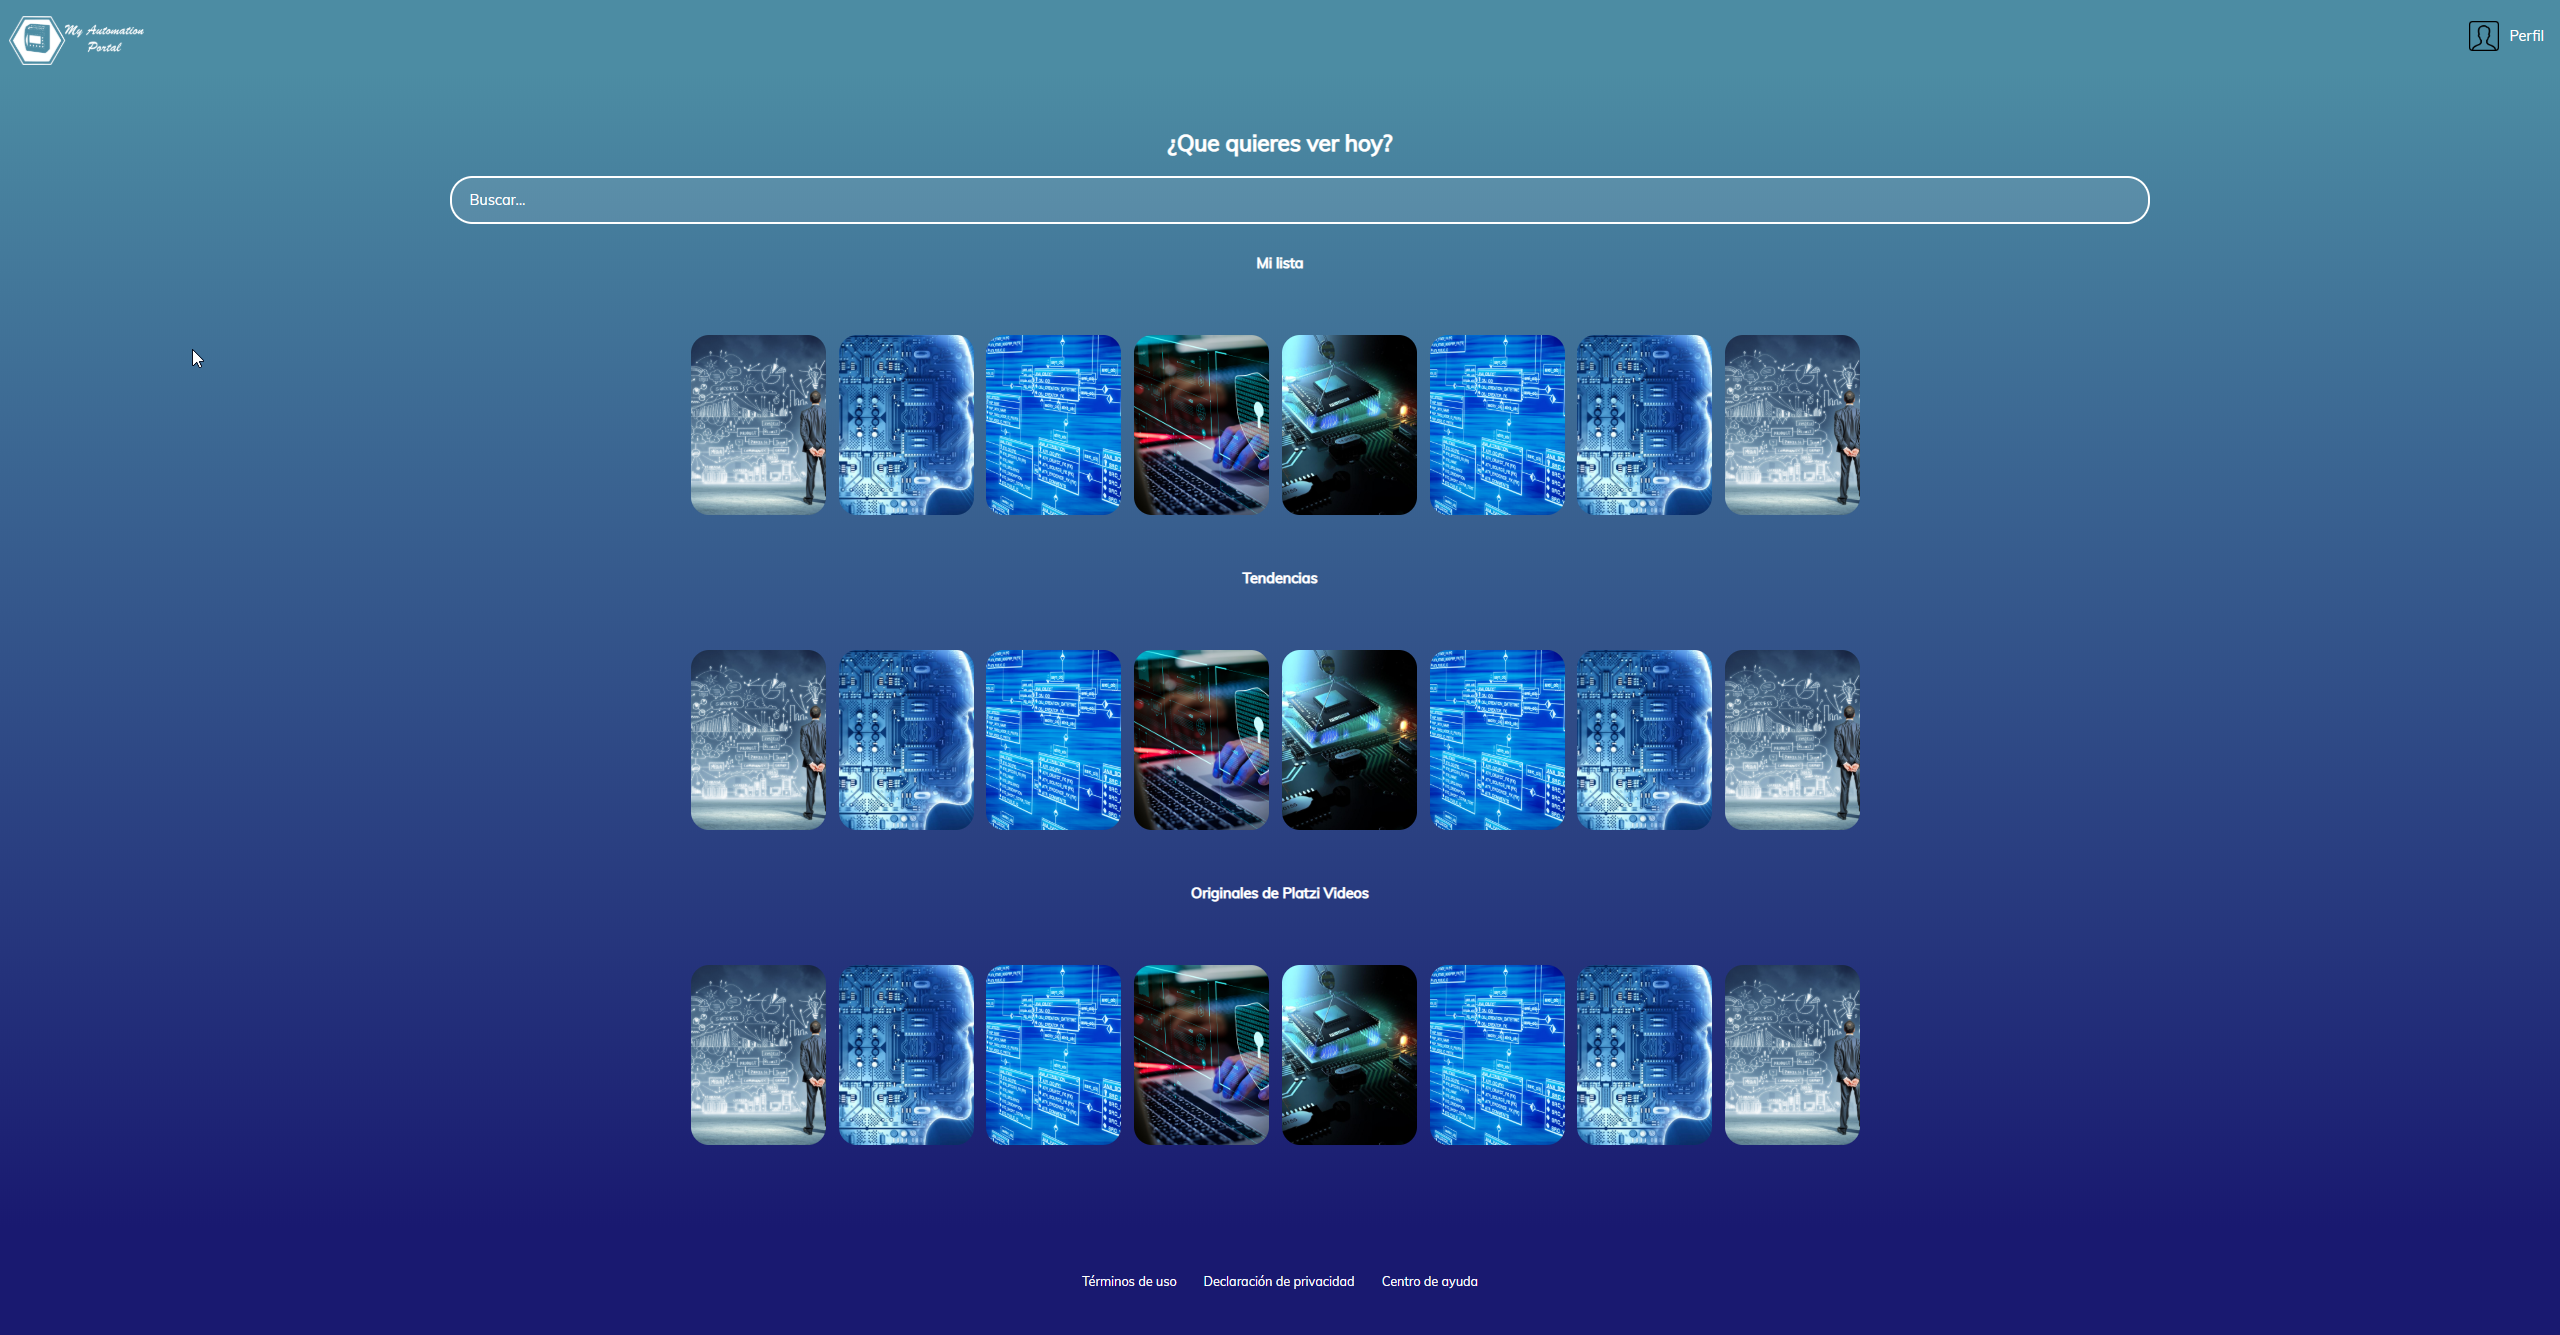 My Automation
Portal
Perfil
¿Que quieres ver hoy?
Buscar...
Mi lista
Tendencias
Originales de Platzi Videos
Términos de uso
Declaración de privacidad
Centro de ayuda